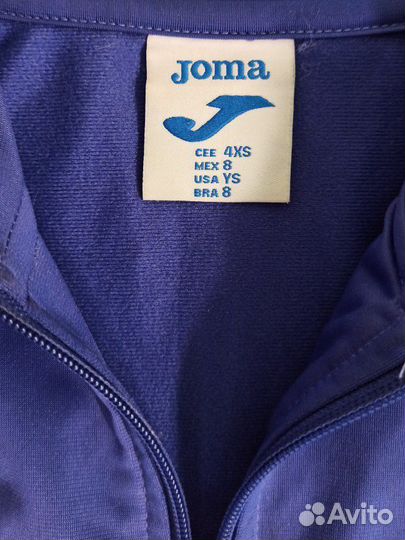 Joma
CEE 4XS
MEX 8
USA YS
BRA 8
Avito